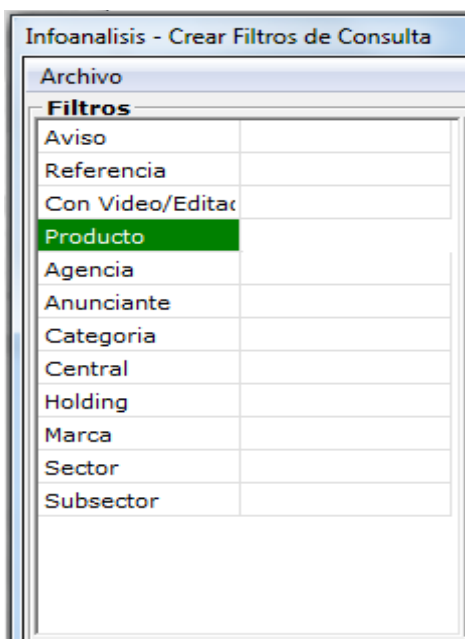 Infoanalisis - Crear Filtros de Consulta
Archivo
Filtros
Aviso
Referencia
Con Video/Editad
Producto
Agencia
Anunciante
Categoria
Central
Holding
Marca
Sector
Subsector